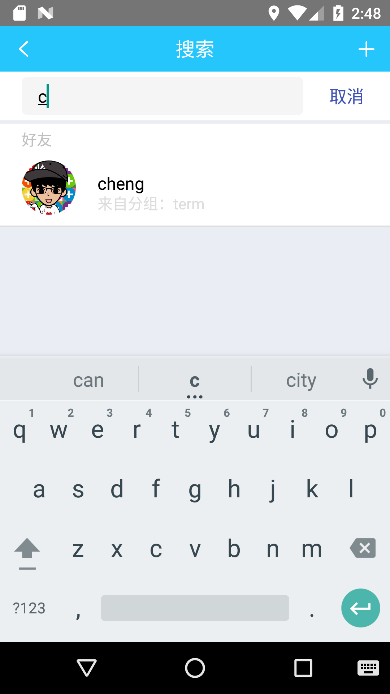 2:48
搜索
c
取消
好友
cheng
来自分组：term
can
c
city
1 2 3 4 5 6 7 8 9 0
q w e r t y u i o p
a s d f g h j k l
z x c v b n m
?123 , .